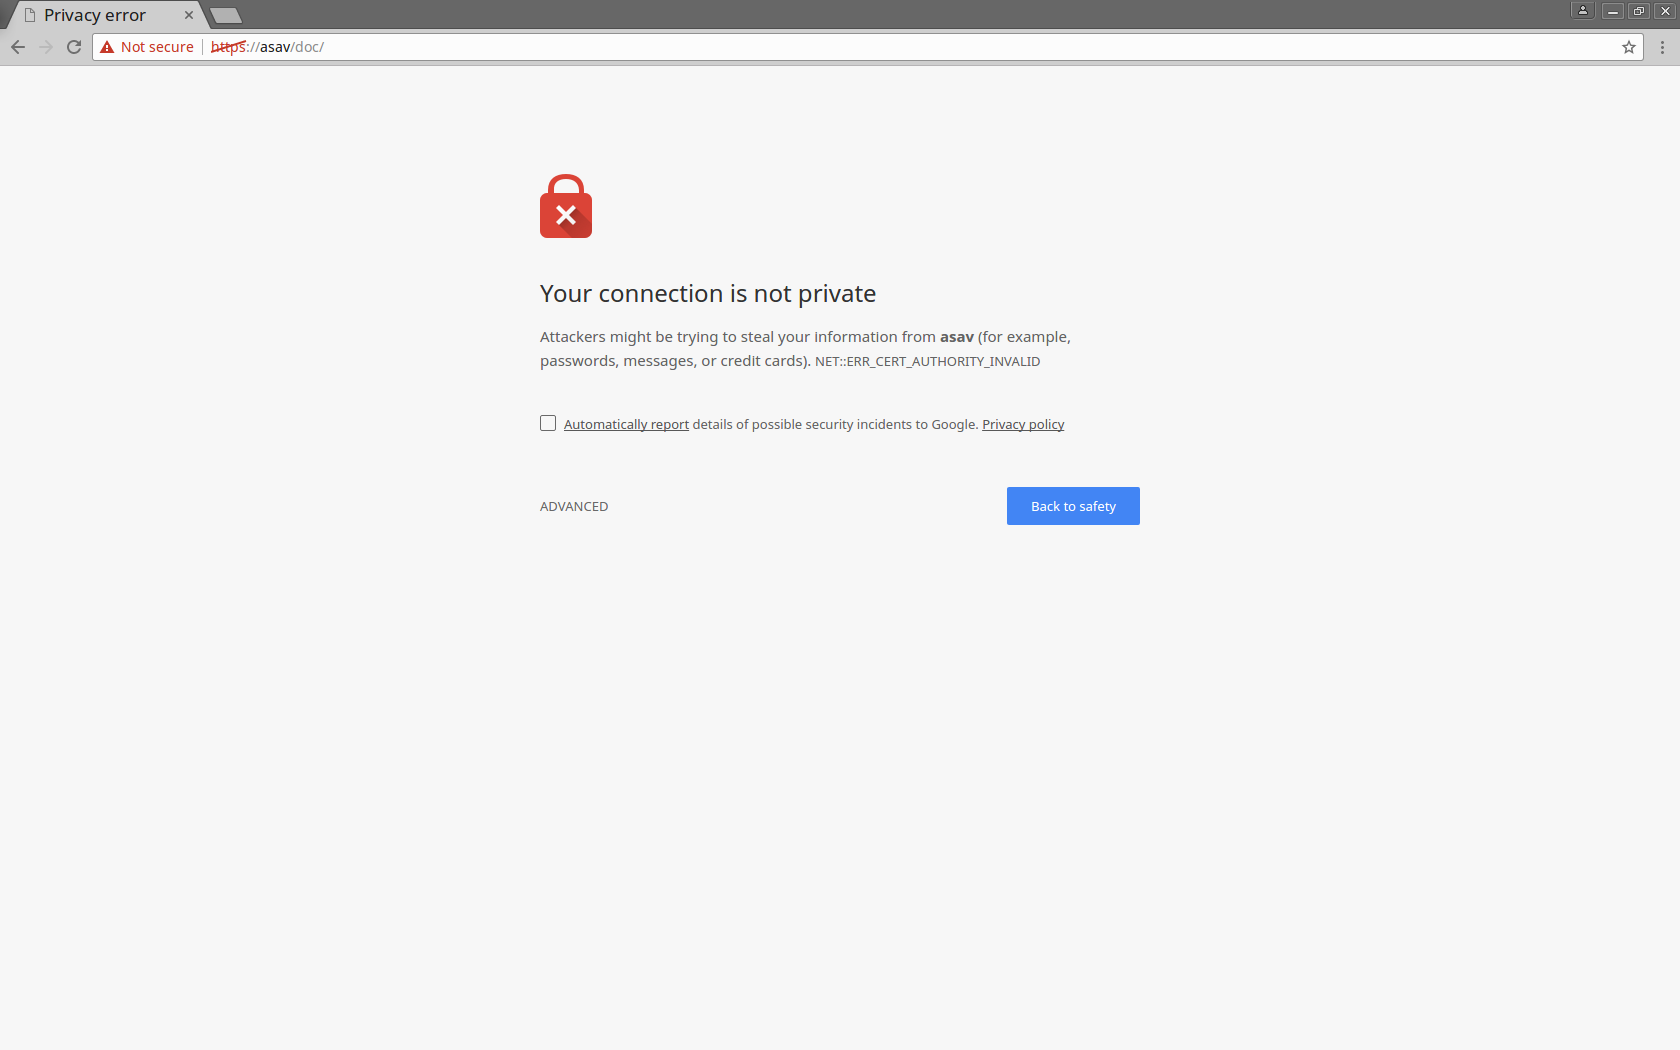 Privacy error
Not secure https://asav/doc/
Your connection is not private
Attackers might be trying to steal your information from asav (for example,
passwords, messages, or credit cards). NET::ERR_CERT_AUTHORITY_INVALID
Automatically report details of possible security incidents to Google. Privacy policy
ADVANCED
Back to safety